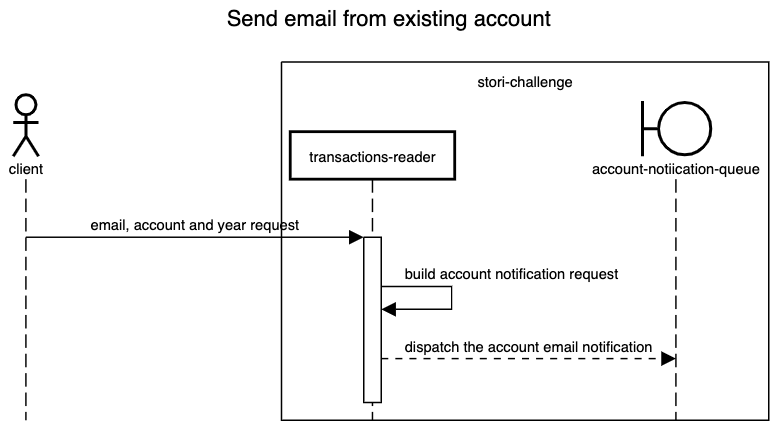 Send email from existing account
stori-challenge
client
transactions-reader
account-notiication-queue
email, account and year request
build account notification request
dispatch the account email notification